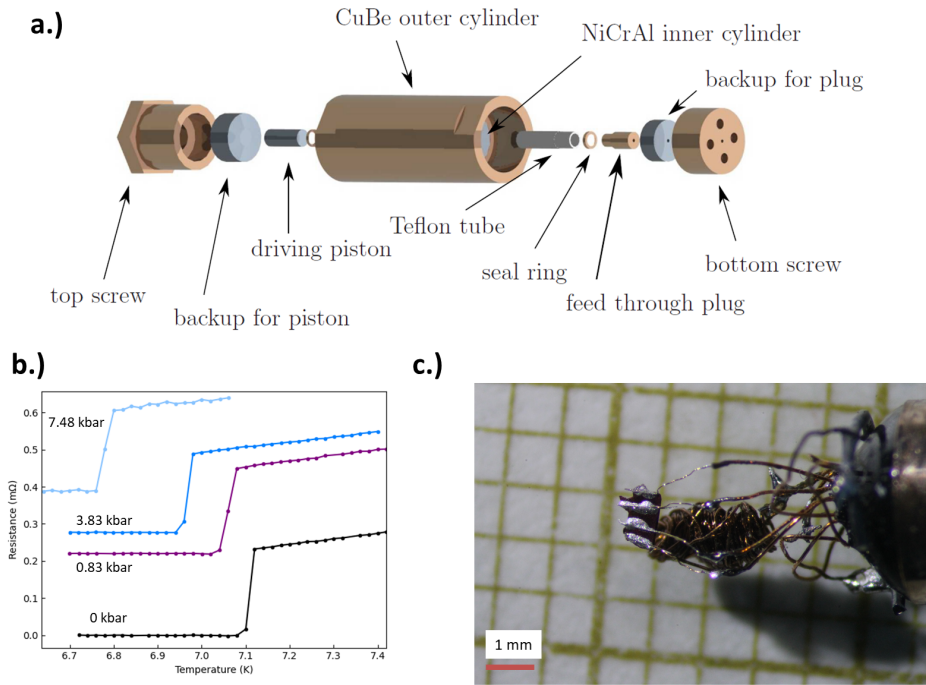 a.)
CuBe outer cylinder
NiCrAl inner cylinder
backup for plug
Teflon tube
driving piston
seal ring
bottom screw
top screw
feed through plug
backup for piston
b.)
c.)
0.6
7.48 kbar
0.5
0.4
Resistance (mΩ)
0.3
3.83 kbar
0.2
0.83 kbar
0.1
0 kbar
0.0
6.7 6.8 6.9 7.0 7.1 7.2 7.3 7.4
Temperature (K)
1 mm